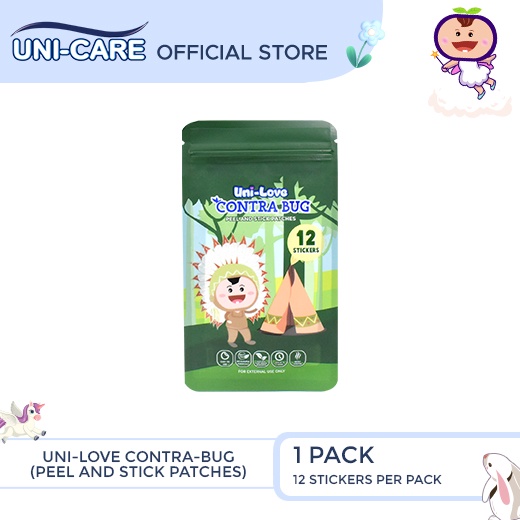 UNI-CARE OFFICIAL STORE
Uni-Love
CONTRA BUG
PEEL AND STICK PATCHES
12
STICKERS
FOR EXTERNAL USE ONLY
UNI-LOVE CONTRA-BUG
(PEEL AND STICK PATCHES)
1 PACK
12 STICKERS PER PACK